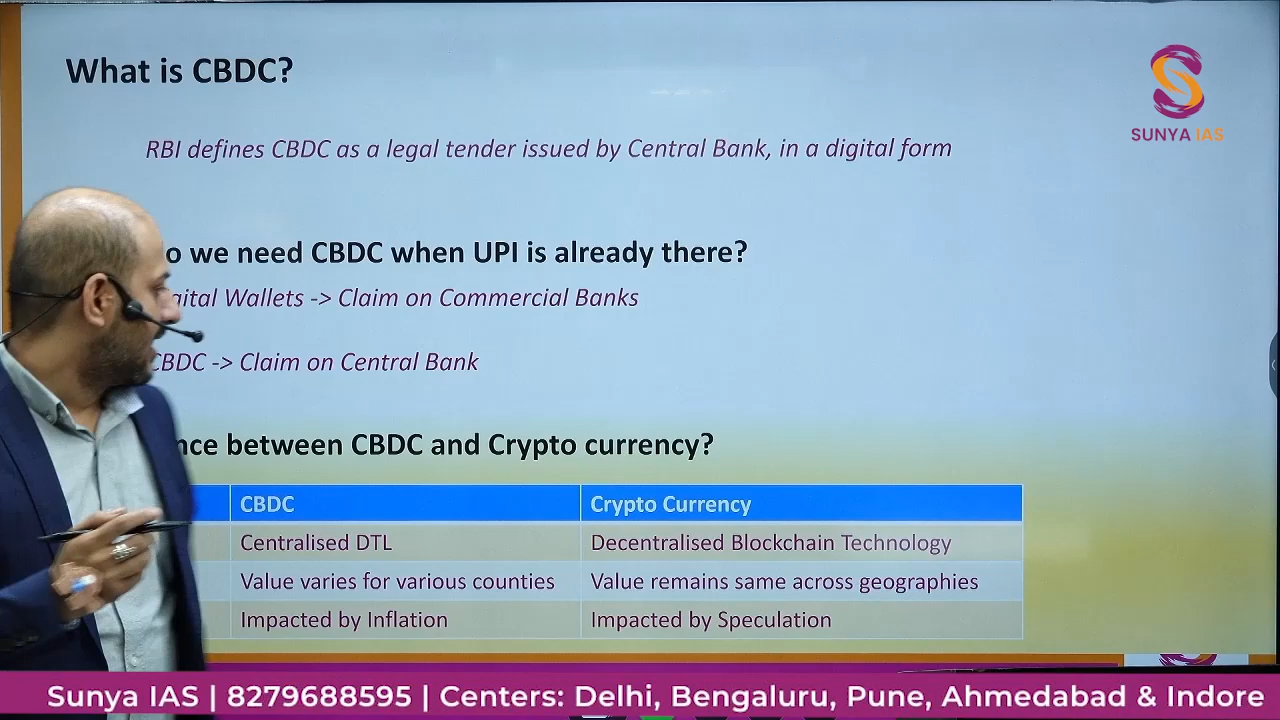 What is CBDC?
SUNYA IAS
RBI defines CBDC as a legal tender issued by Central Bank, in a digital form
we need CBDC when UPI is already there?
Wallets -> Claim on Commercial Banks
CBDC -> Claim on Central Bank
between CBDC and Crypto currency?
CBDC Crypto Currency
Centralised DTL Decentralised Blockchain Technology
Value varies for various counties Value remains same across geographies
Impacted by Inflation Impacted by Speculation
Sunya IAS | 8279688595 | Centers: Delhi, Bengaluru, Pune, Ahmedabad & Indore